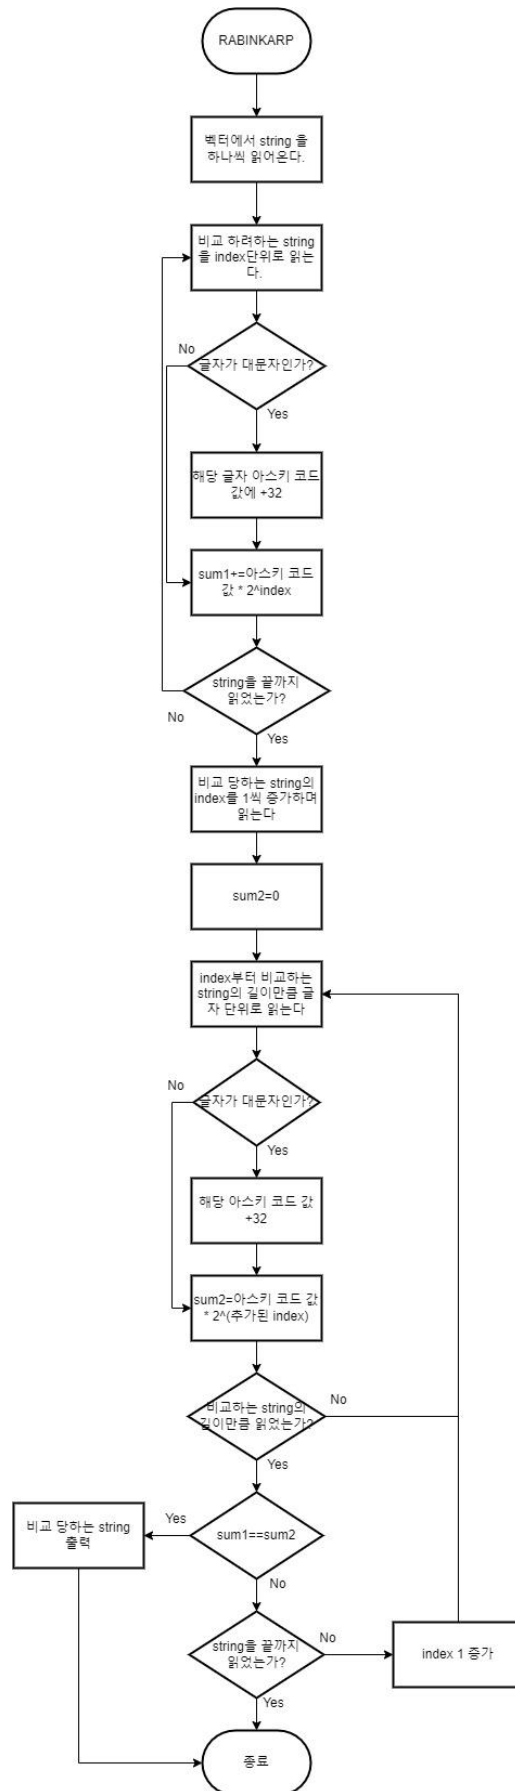 RABINKARP
벡터에서 string 을
하나씩 읽어온다.
비교 하려하는 string
을 index단위로 읽는
다.
No
글자가 대문자인가?
Yes
해당 글자 아스키 코드
값에 +32
sum1+=아스키 코드
값 * 2^index
string을 끝까지
읽었는가?
No
Yes
비교 당하는 string의
index를 1씩 증가하며
읽는다
sum2=0
index부터 비교하는
string의 길이만큼 글
자 단위로 읽는다
No
글자가 대문자인가?
Yes
해당 아스키 코드 값
+32
sum2=아스키 코드 값
* 2^(추가된 index)
비교하는 string의
길이만큼 읽었는가?
No
Yes
sum1==sum2
Yes
비교 당하는 string
출력
No
string을 끝까지
읽었는가?
No
index 1 증가
Yes
종료